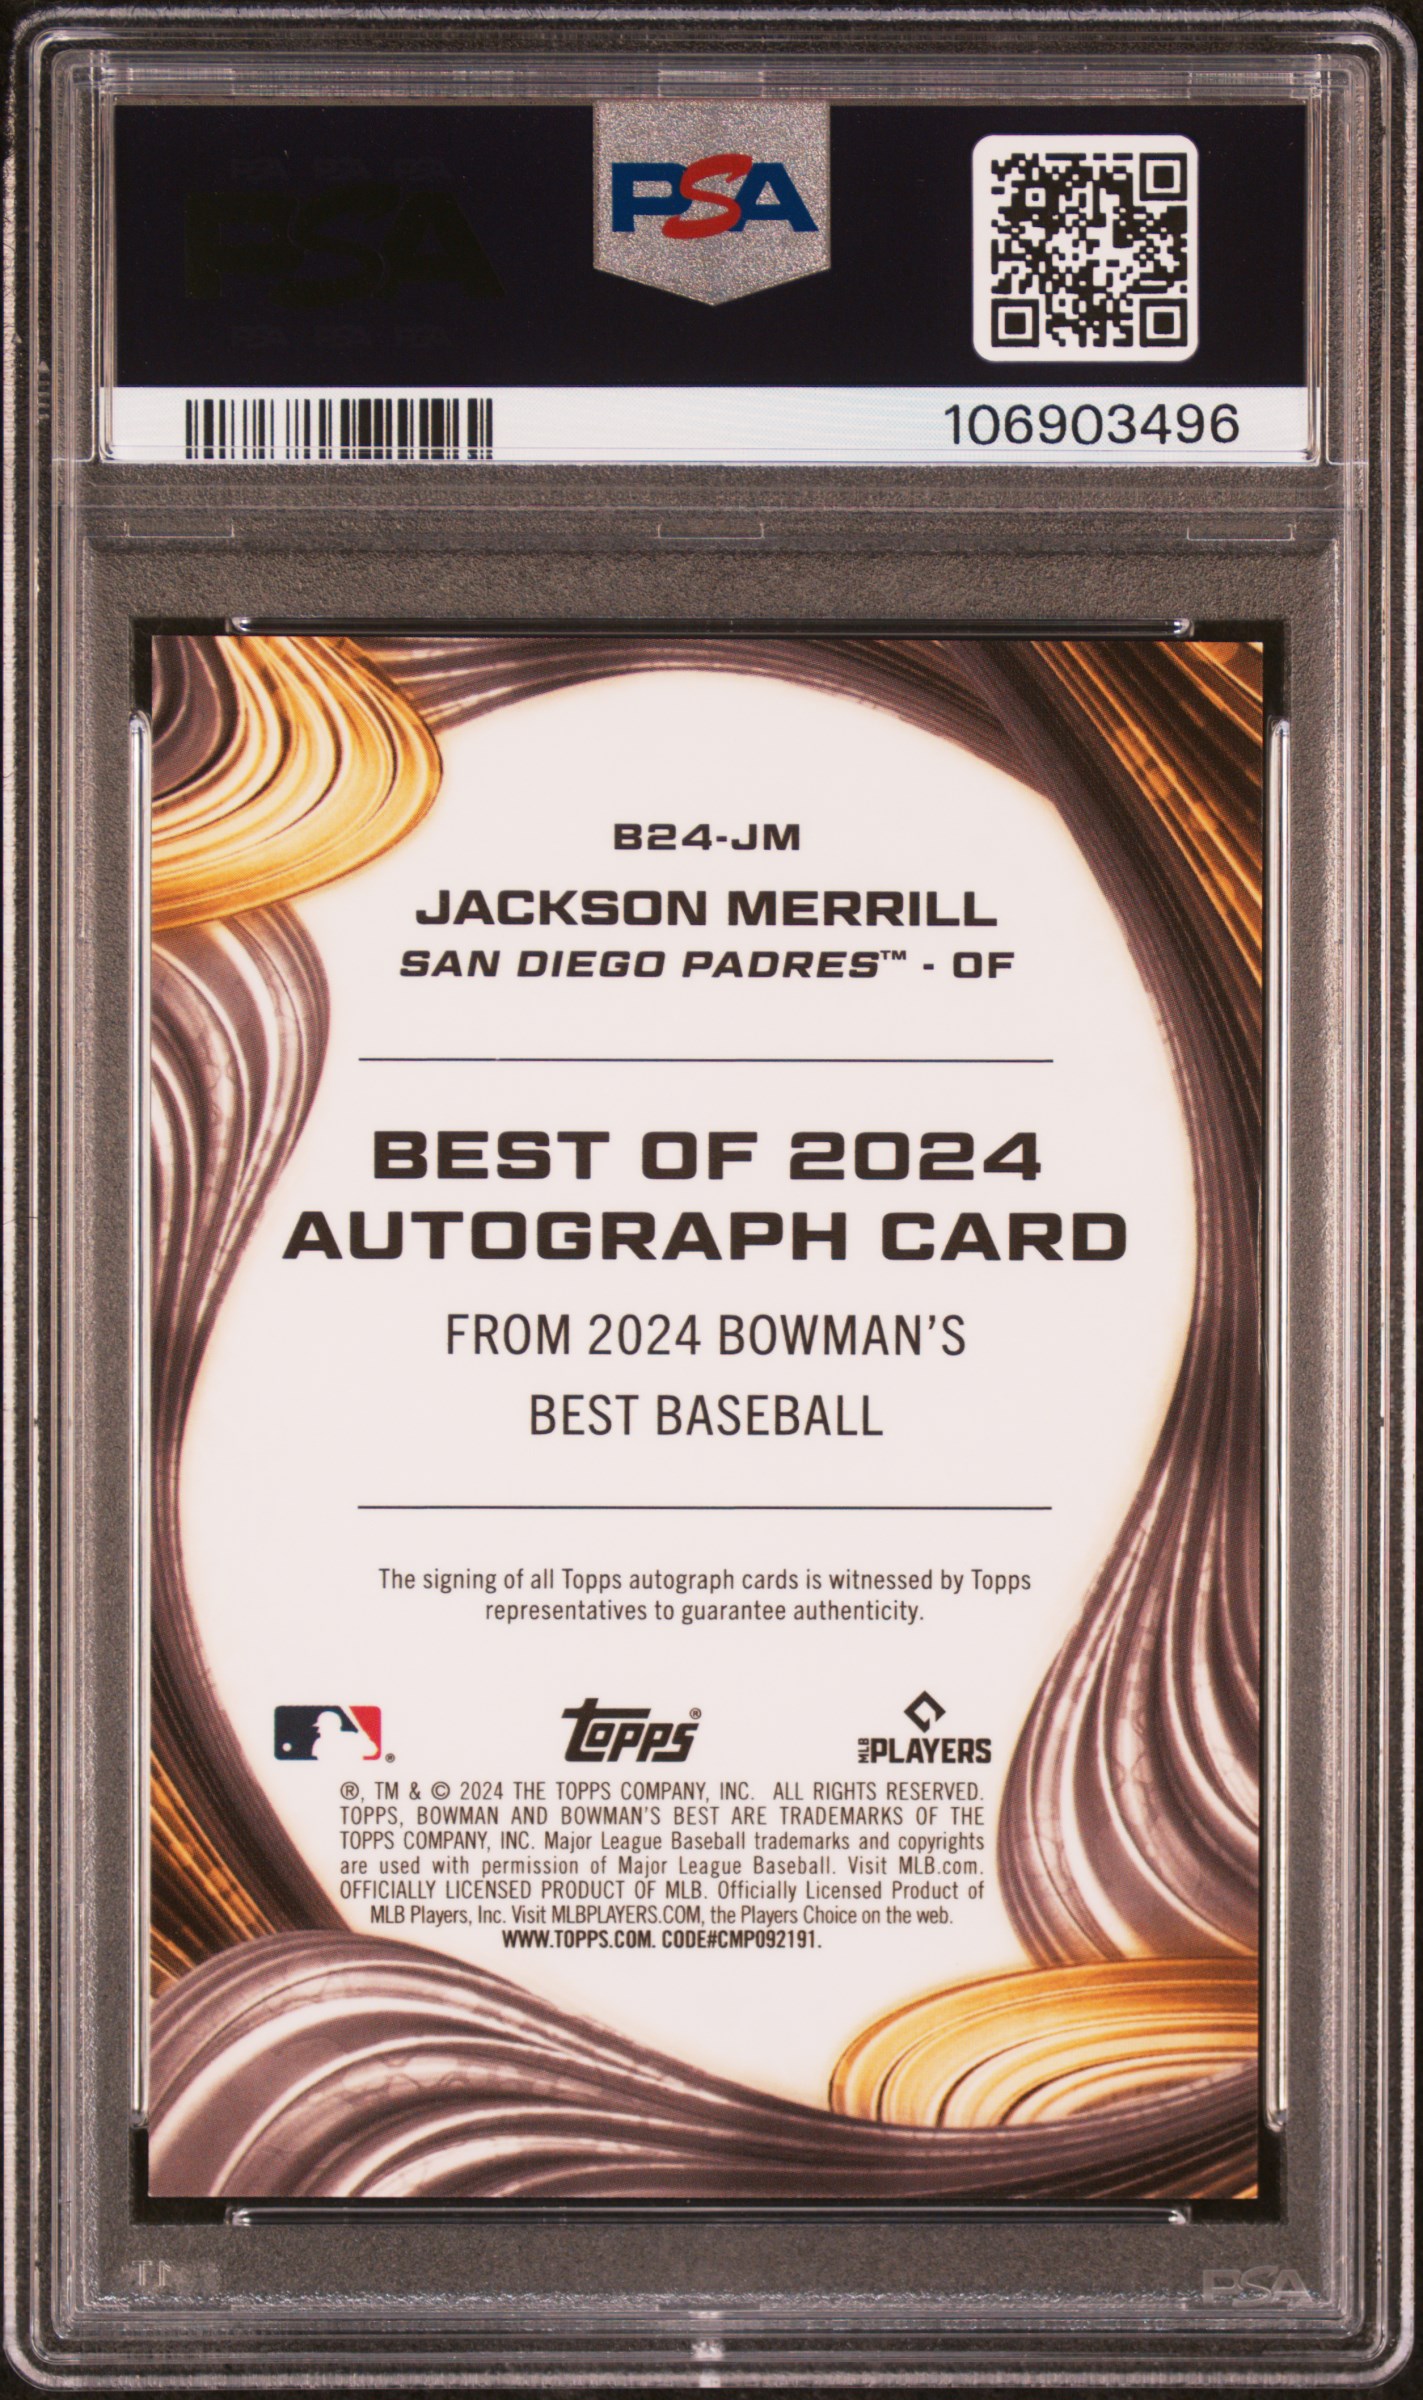 PSA
106903496
B24-JM
JACKSON MERRILL
SAN DIEGO PADRES™ - OF
BEST OF 2024
AUTOGRAPH CARD
FROM 2024 BOWMAN'S
BEST BASEBALL
The signing of all Topps autograph cards is witnessed by Topps
representatives to guarantee authenticity.
® topps® MLB PLAYERS
®, TM & © 2024 THE TOPPS COMPANY, INC. ALL RIGHTS RESERVED.
TOPPS, BOWMAN AND BOWMAN'S BEST ARE TRADEMARKS OF THE
TOPPS COMPANY, INC. Major League Baseball trademarks and copyrights
are used with permission of Major League Baseball. Visit MLB.com.
OFFICIALLY LICENSED PRODUCT OF MLB. Officially Licensed Product of
MLB Players, Inc. Visit MLBPLAYERS.COM, the Players Choice on the web.
WWW.TOPPS.COM. CODE#CMP092191.
PSA